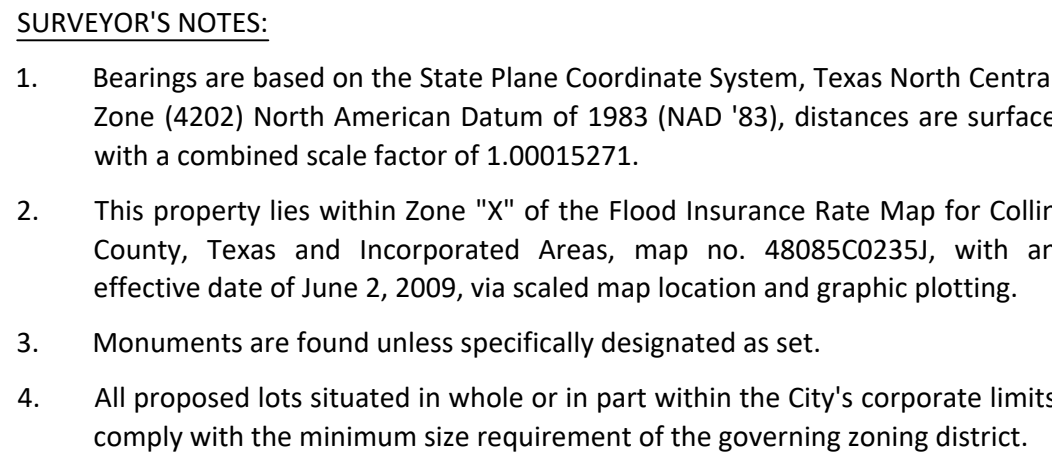 SURVEYOR'S NOTES:
1. Bearings are based on the State Plane Coordinate System, Texas North Central
Zone (4202) North American Datum of 1983 (NAD '83), distances are surface
with a combined scale factor of 1.00015271.
2. This property lies within Zone "X" of the Flood Insurance Rate Map for Collin
County, Texas and Incorporated Areas, map no. 48085C0235J, with an
effective date of June 2, 2009, via scaled map location and graphic plotting.
3. Monuments are found unless specifically designated as set.
4. All proposed lots situated in whole or in part within the City's corporate limits
comply with the minimum size requirement of the governing zoning district.